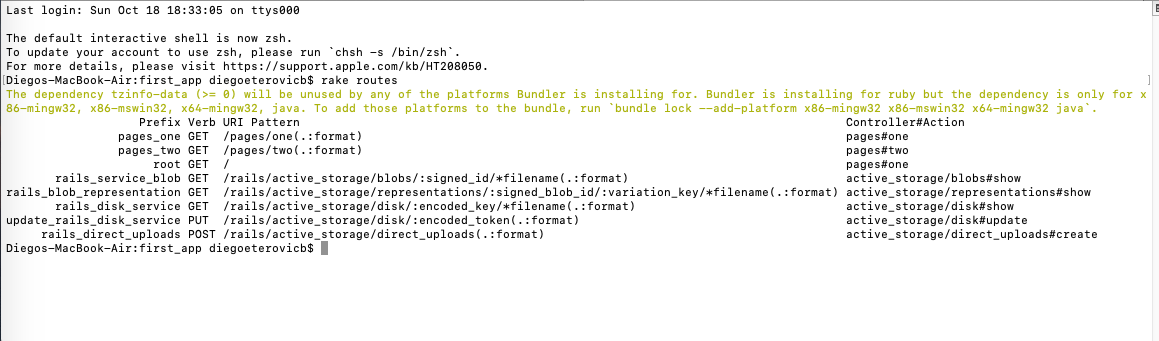 Last login: Sun Oct 18 18:33:05 on ttys000
The default interactive shell is now zsh.
To update your account to use zsh, please run `chsh -s /bin/zsh`.
For more details, please visit https://support.apple.com/kb/HT208050.
[Diegos-MacBook-Air:first_app diegoeterovicb$ rake routes ]
The dependency tzinfo-data (>= 0) will be unused by any of the platforms Bundler is installing for. Bundler is installing for ruby but the dependency is only for x
86-mingw32, x86-mswin32, x64-mingw32, java. To add those platforms to the bundle, run `bundle lock --add-platform x86-mingw32 x86-mswin32 x64-mingw32 java`.
Prefix Verb URI Pattern Controller#Action
pages_one GET /pages/one(.:format) pages#one
pages_two GET /pages/two(.:format) pages#two
root GET / pages#one
rails_service_blob GET /rails/active_storage/blobs/:signed_id/*filename(.:format) active_storage/blobs#show
rails_blob_representation GET /rails/active_storage/representations/:signed_blob_id/:variation_key/*filename(.:format) active_storage/representations#show
rails_disk_service GET /rails/active_storage/disk/:encoded_key/*filename(.:format) active_storage/disk#show
update_rails_disk_service PUT /rails/active_storage/disk/:encoded_token(.:format) active_storage/disk#update
rails_direct_uploads POST /rails/active_storage/direct_uploads(.:format) active_storage/direct_uploads#create
Diegos-MacBook-Air:first_app diegoeterovicb$